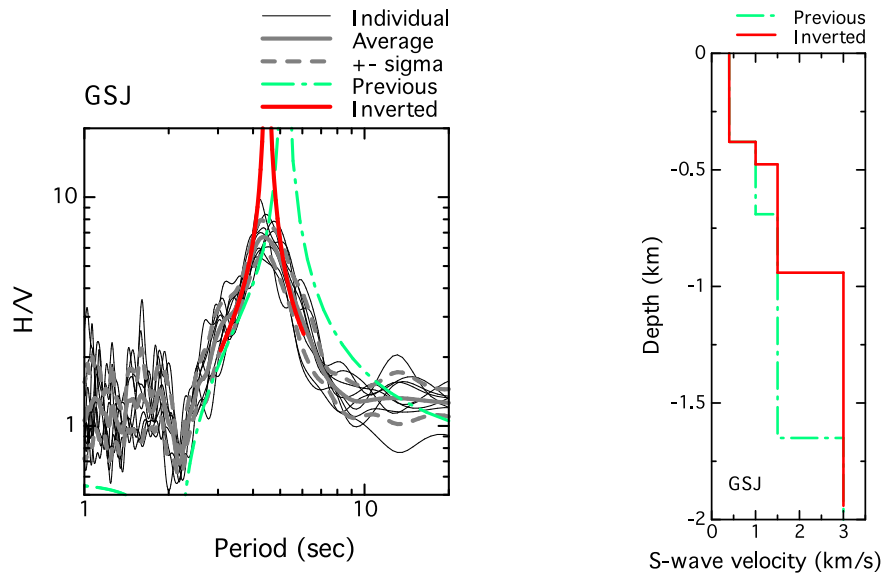 Individual
Average
+- sigma
Previous
Inverted
GSJ
10
1
H/V
1
10
Period (sec)
Previous
Inverted
0
-0.5
-1
-1.5
-2
Depth (km)
GSJ
0
1
2
3
4
S-wave velocity (km/s)